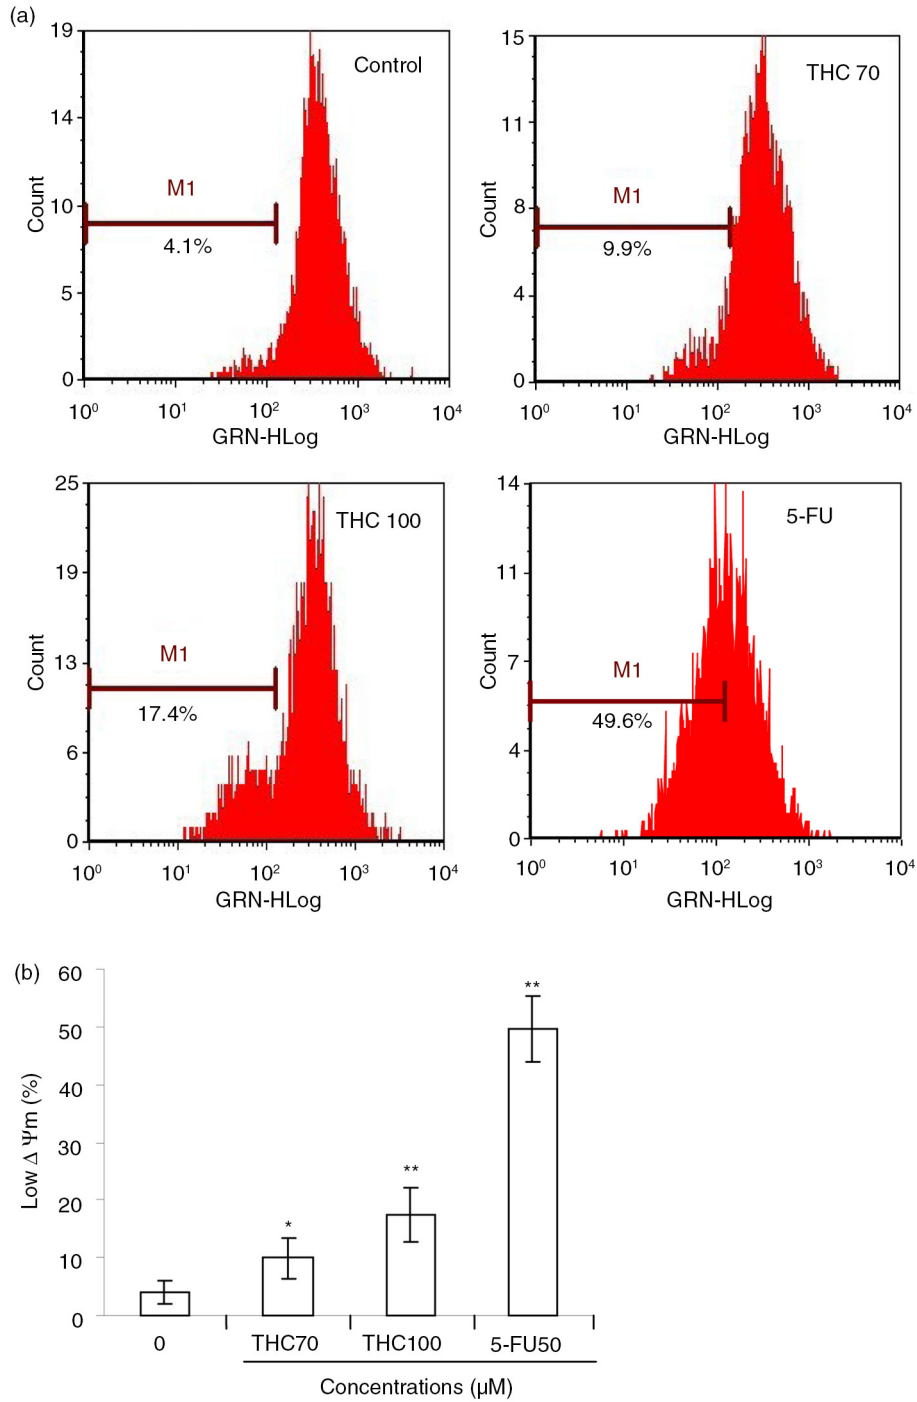 (a)
19
14
10
5
0
Count
Control
M1
4.1%
10⁰ 10¹ 10² 10³ 10⁴
GRN-HLog
15
11
8
4
0
Count
THC 70
M1
9.9%
10⁰ 10¹ 10² 10³ 10⁴
GRN-HLog
25
19
13
6
0
Count
THC 100
M1
17.4%
10⁰ 10¹ 10² 10³ 10⁴
GRN-HLog
14
11
7
4
0
Count
5-FU
M1
49.6%
10⁰ 10¹ 10² 10³ 10⁴
GRN-HLog
(b)
60
50
40
30
20
10
0
Low Δ Ψm (%)
*
**
**
0 THC70 THC100 5-FU50
Concentrations (μM)